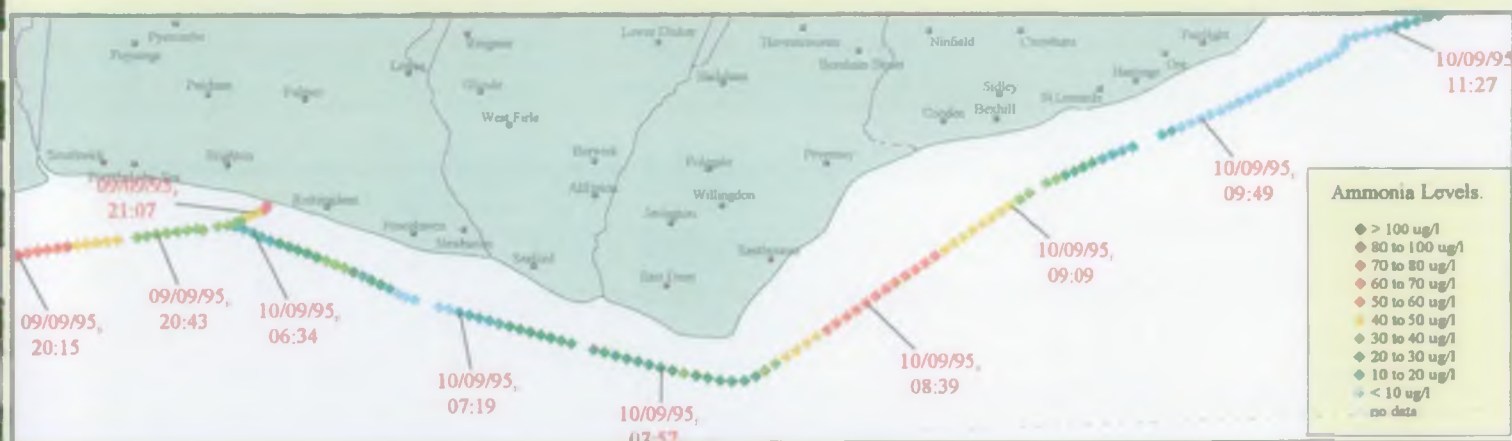 Pyecombe
Lower Dicker
Ninfield
Fairlight
Ringmer
Crowhurst
Poynings
Herstmonceux
Boreham Street
Ore
Hastings
Lewes
Hailsham
Glynde
Sidley
St Leonards
Patcham
Falmer
Cooden
Bexhill
West Firle
Southwick
Brighton
Berwick
Polegate
Pevensey
Alfriston
Willingdon
Rottingdean
Jevington
Peacehaven
Newhaven
Seaford
Eastbourne
East Dean
09/09/95,
21:07
09/09/95,
20:15
09/09/95,
20:43
10/09/95,
06:34
10/09/95,
07:19
10/09/95,
07:57
10/09/95,
08:39
10/09/95,
09:09
10/09/95,
09:49
10/09/95
11:27
Ammonia Levels.
> 100 ug/l
80 to 100 ug/l
70 to 80 ug/l
60 to 70 ug/l
50 to 60 ug/l
40 to 50 ug/l
30 to 40 ug/l
20 to 30 ug/l
10 to 20 ug/l
< 10 ug/l
no data